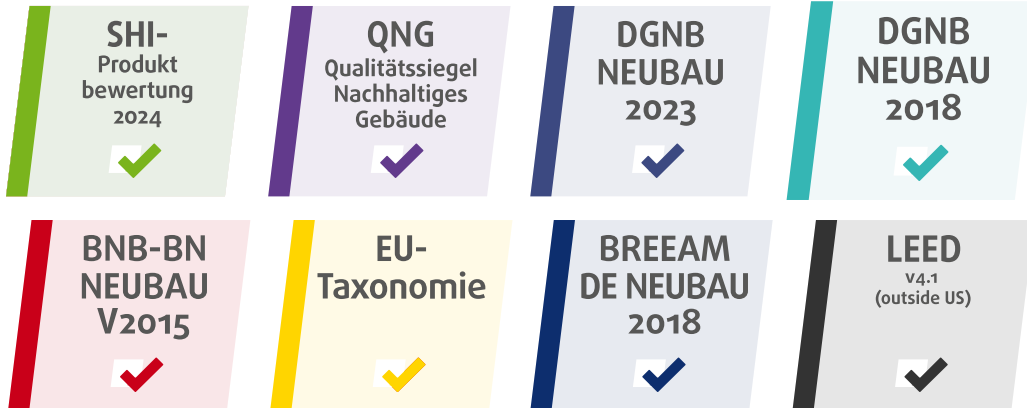 SHI-
Produkt
bewertung
2024
QNG
Qualitätssiegel
Nachhaltiges
Gebäude
DGNB
NEUBAU
2023
DGNB
NEUBAU
2018
BNB-BN
NEUBAU
V2015
EU-
Taxonomie
BREEAM
DE NEUBAU
2018
LEED
v4.1
(outside US)